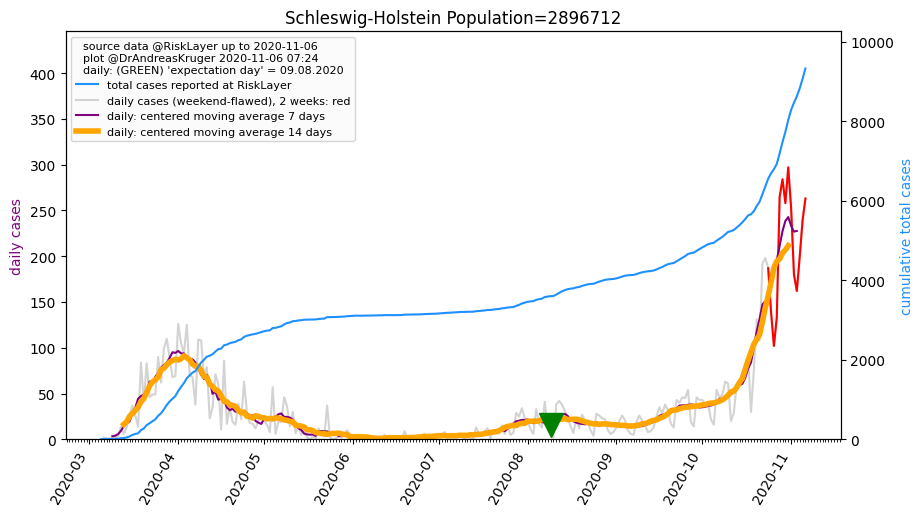 Schleswig-Holstein Population=2896712
source data @RiskLayer up to 2020-11-06
plot @DrAndreasKruger 2020-11-06 07:24
daily: (GREEN) 'expectation day' = 09.08.2020
total cases reported at RiskLayer
daily cases (weekend-flawed), 2 weeks: red
daily: centered moving average 7 days
daily: centered moving average 14 days
daily cases
400
350
300
250
200
150
100
50
0
10000
8000
6000
4000
2000
0
cumulative total cases
2020-03
2020-04
2020-05
2020-06
2020-07
2020-08
2020-09
2020-10
2020-11